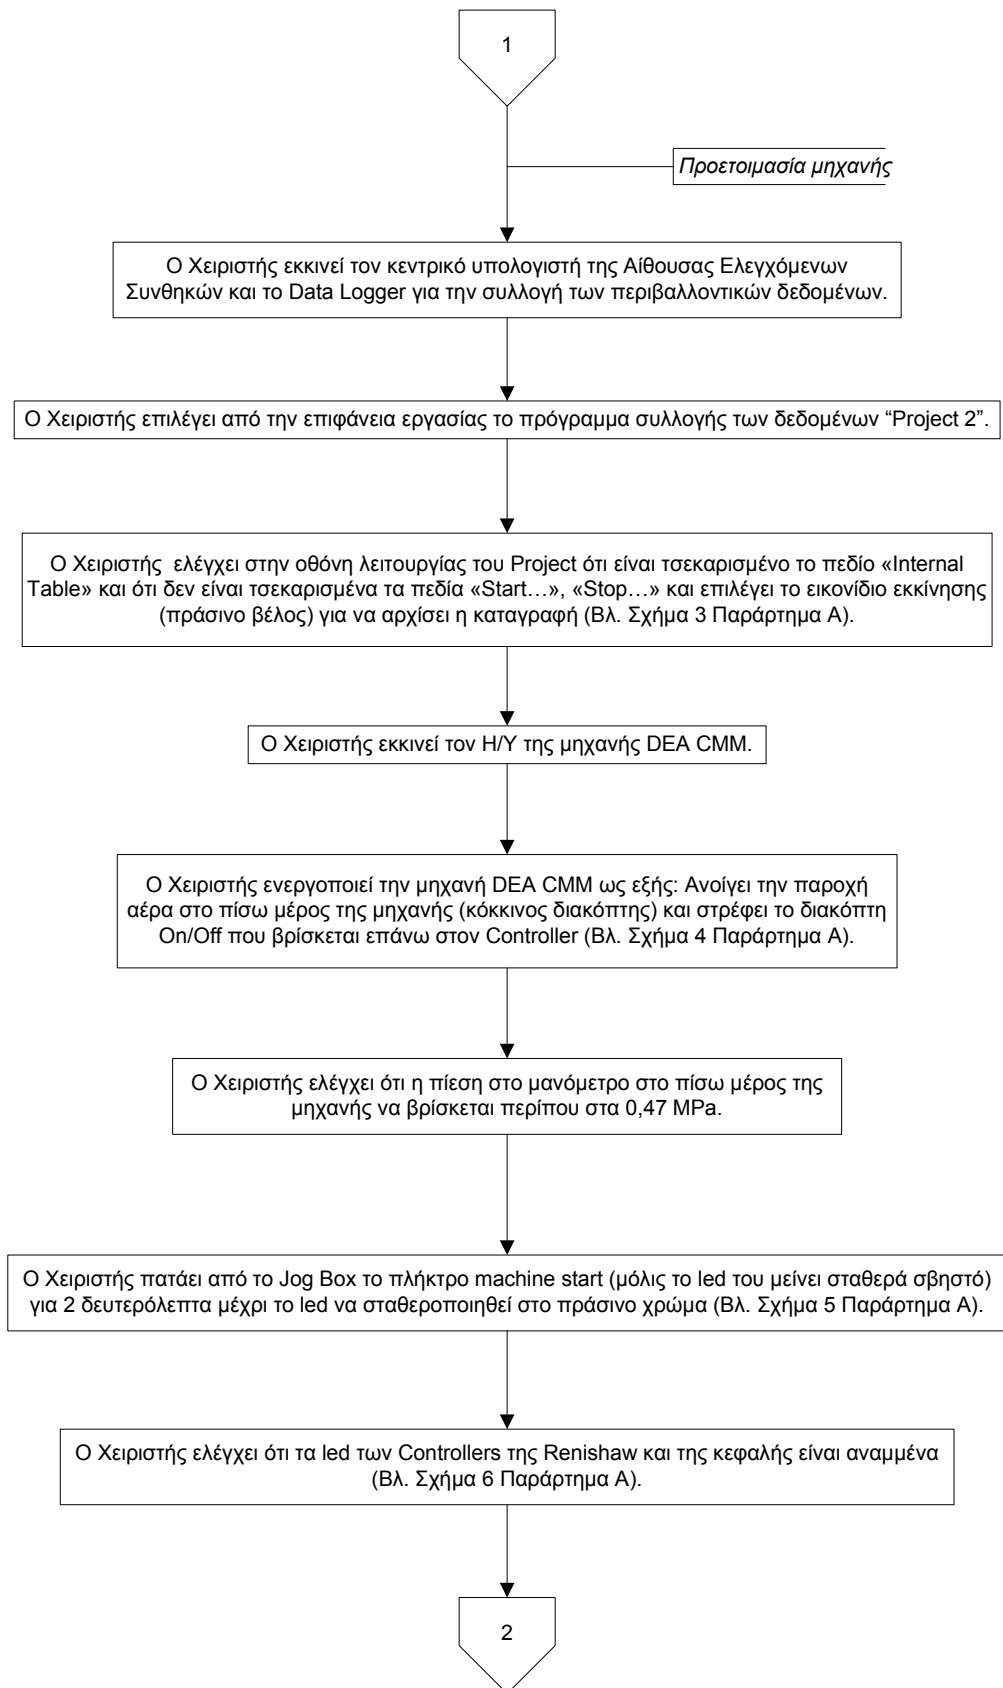 1
Προετοιμασία μηχανής
Ο Χειριστής εκκινεί τον κεντρικό υπολογιστή της Αίθουσας Ελεγχόμενων
Συνθηκών και το Data Logger για την συλλογή των περιβαλλοντικών δεδομένων.
Ο Χειριστής επιλέγει από την επιφάνεια εργασίας το πρόγραμμα συλλογής των δεδομένων “Project 2”.
Ο Χειριστής ελέγχει στην οθόνη λειτουργίας του Project ότι είναι τσεκαρισμένο το πεδίο «Internal
Table» και ότι δεν είναι τσεκαρισμένα τα πεδία «Start…», «Stop…» και επιλέγει το εικονίδιο εκκίνησης
(πράσινο βέλος) για να αρχίσει η καταγραφή (Βλ. Σχήμα 3 Παράρτημα Α).
Ο Χειριστής εκκινεί τον Η/Υ της μηχανής DEA CMM.
Ο Χειριστής ενεργοποιεί την μηχανή DEA CMM ως εξής: Ανοίγει την παροχή
αέρα στο πίσω μέρος της μηχανής (κόκκινος διακόπτης) και στρέφει το διακόπτη
On/Off που βρίσκεται επάνω στον Controller (Βλ. Σχήμα 4 Παράρτημα Α).
Ο Χειριστής ελέγχει ότι η πίεση στο μανόμετρο στο πίσω μέρος της
μηχανής να βρίσκεται περίπου στα 0,47 MPa.
Ο Χειριστής πατάει από το Jog Box το πλήκτρο machine start (μόλις το led του μείνει σταθερά σβηστό)
για 2 δευτερόλεπτα μέχρι το led να σταθεροποιηθεί στο πράσινο χρώμα (Βλ. Σχήμα 5 Παράρτημα Α).
Ο Χειριστής ελέγχει ότι τα led των Controllers της Renishaw και της κεφαλής είναι αναμμένα
(Βλ. Σχήμα 6 Παράρτημα Α).
2